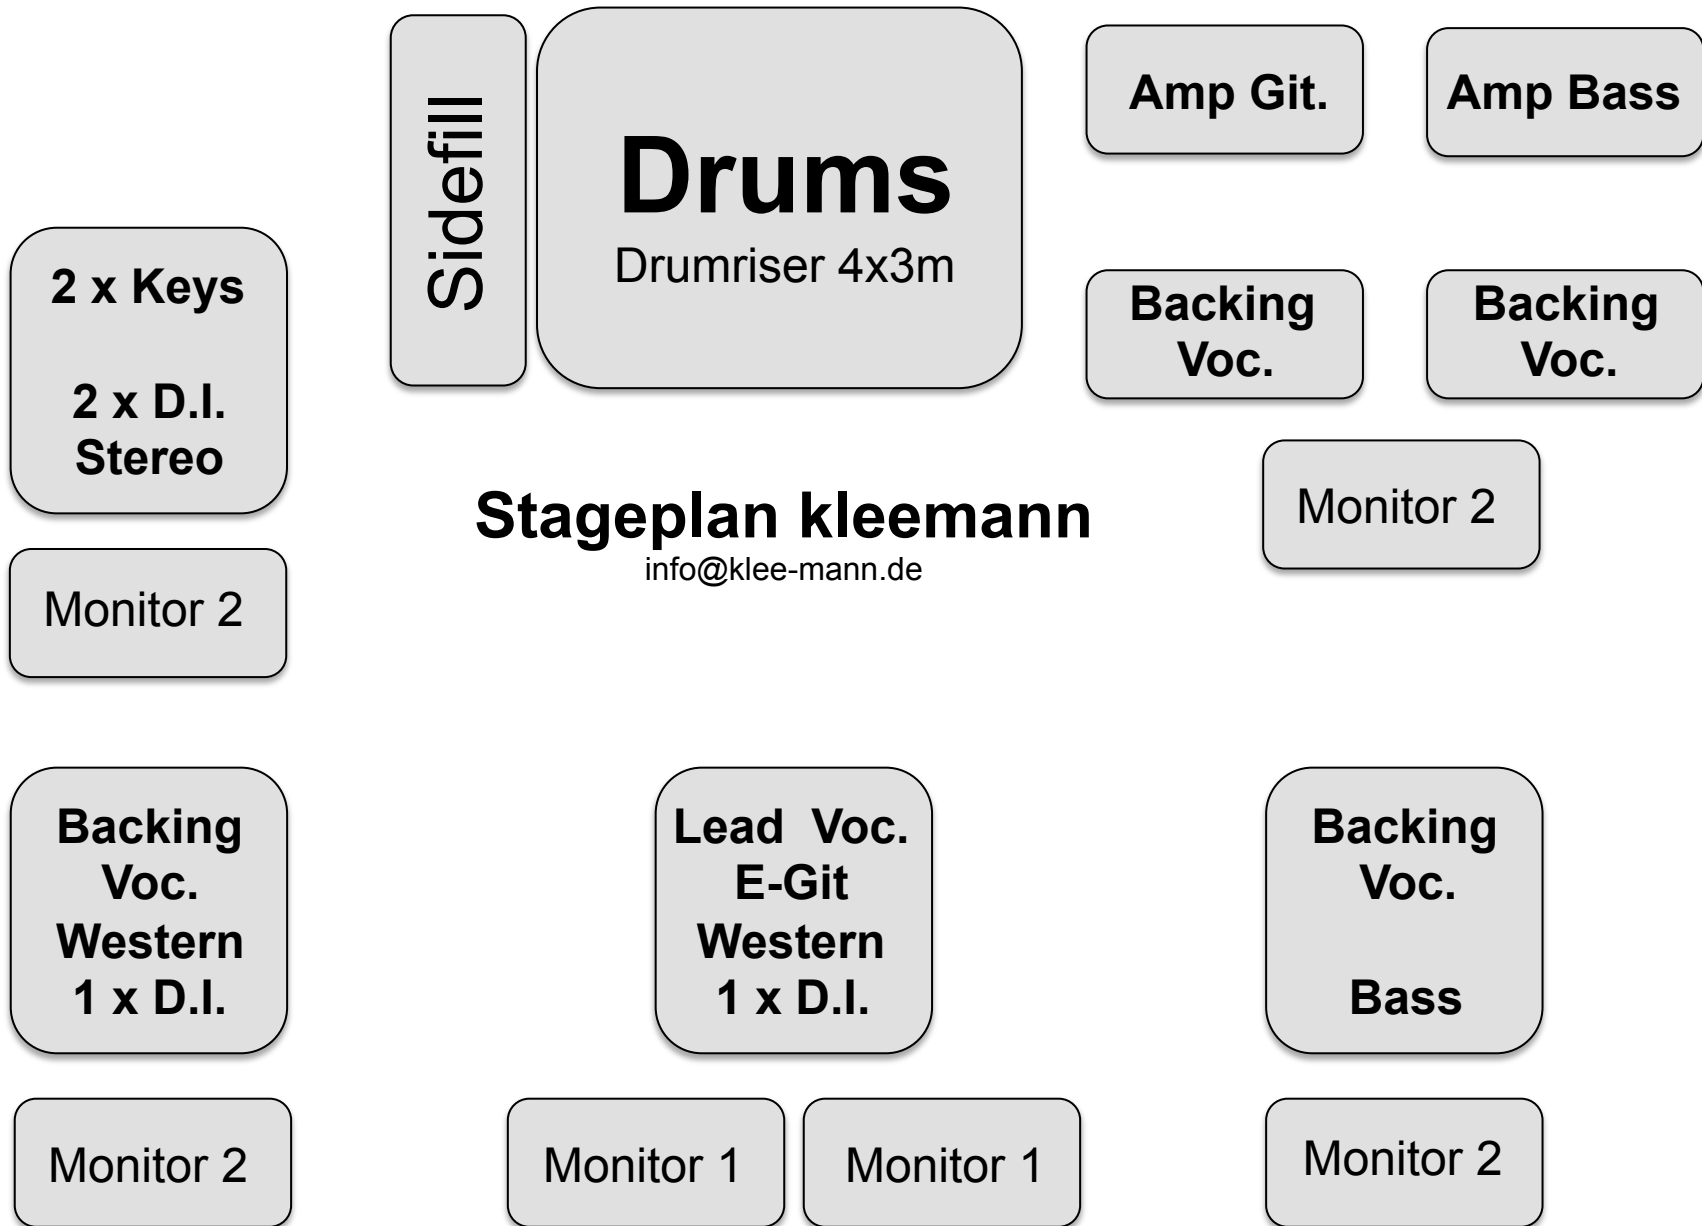 Sidefill
Drums
Drumriser 4x3m
Amp Git.
Amp Bass
2 x Keys
2 x D.I.
Stereo
Backing
Voc.
Backing
Voc.
Stageplan kleemann
info@klee-mann.de
Monitor 2
Monitor 2
Backing
Voc.
Western
1 x D.I.
Lead  Voc.
E-Git
Western
1 x D.I.
Backing
Voc.
Bass
Monitor 2
Monitor 1
Monitor 1
Monitor 2